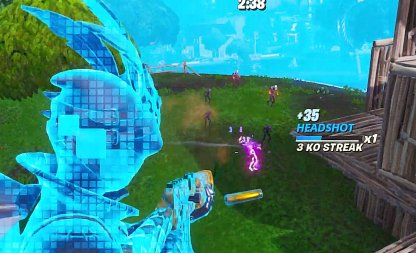 2:38
+35
HEADSHOT
x1
3 KO STREAK